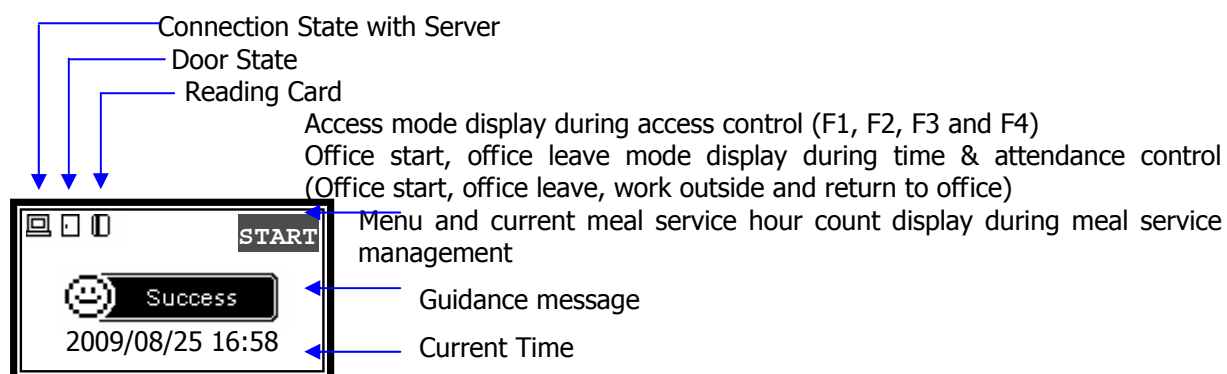 Connection State with Server
Door State
Reading Card
Access mode display during access control (F1, F2, F3 and F4)
Office start, office leave mode display during time & attendance control
(Office start, office leave, work outside and return to office)
Menu and current meal service hour count display during meal service
management
START
Success
Guidance message
2009/08/25 16:58
Current Time